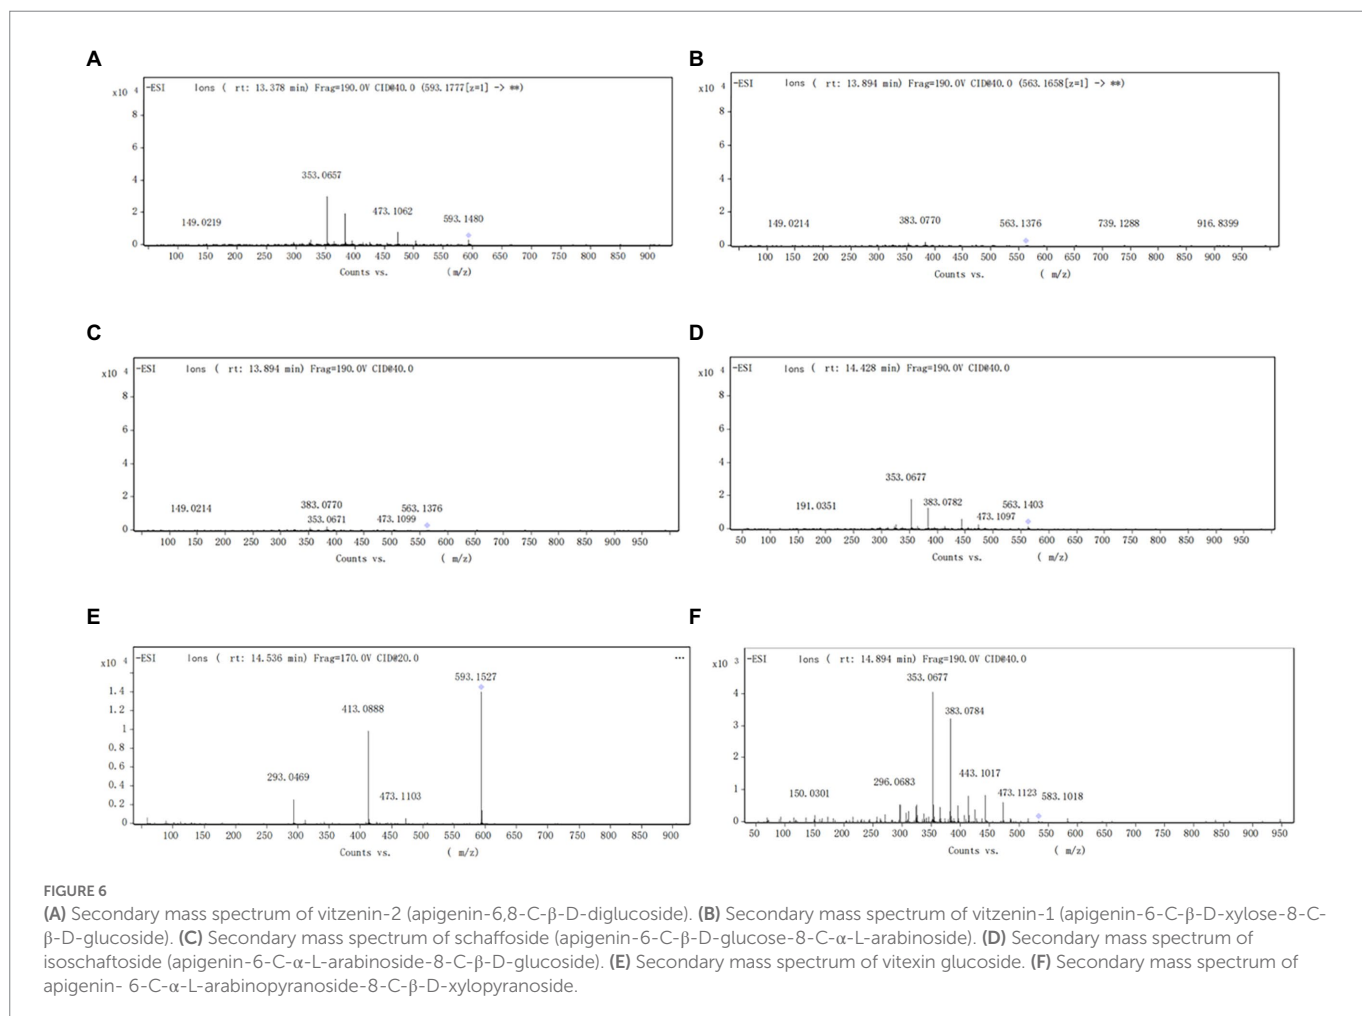 A
x10 4
-ESI Ions ( rt: 13.378 min) Frag=190.0V CID@40.0 (593.1777[z=1] -> **)
8
6
4
2
0
353.0657
149.0219
473.1062
593.1480
100 150 200 250 300 350 400 450 500 550 600 650 700 750 800 850 900
Counts vs. ( m/z)
B
x10 4
-ESI Ions ( rt: 13.894 min) Frag=190.0V CID@40.0 (563.1658[z=1] -> **)
8
6
4
2
0
149.0214 383.0770 563.1376 739.1288 916.8399
100 150 200 250 300 350 400 450 500 550 600 650 700 750 800 850 900 950
Counts vs. ( m/z)
C
x10 4
-ESI Ions ( rt: 13.894 min) Frag=190.0V CID@40.0
8
6
4
2
0
149.0214 383.0770 563.1376
353.0671 473.1099
100 150 200 250 300 350 400 450 500 550 600 650 700 750 800 850 900 950
Counts vs. ( m/z)
D
x10 4
-ESI Ions ( rt: 14.428 min) Frag=190.0V CID@40.0
8
6
4
2
0
353.0677
191.0351 383.0782 563.1403
473.1097
50 100 150 200 250 300 350 400 450 500 550 600 650 700 750 800 850 900 950
Counts vs. ( m/z)
E
x10 4
-ESI Ions ( rt: 14.536 min) Frag=170.0V CID@20.0 ...
1.4
1.2
1
0.8
0.6
0.4
0.2
0
593.1527
413.0888
293.0469
473.1103
100 150 200 250 300 350 400 450 500 550 600 650 700 750 800 850 900
Counts vs. ( m/z)
F
x10 3
-ESI Ions ( rt: 14.894 min) Frag=190.0V CID@40.0
4
3
2
1
0
353.0677
383.0784
443.1017
296.0683
150.0301 473.1123 583.1018
50 100 150 200 250 300 350 400 450 500 550 600 650 700 750 800 850 900 950
Counts vs. ( m/z)
FIGURE 6
(A) Secondary mass spectrum of vitzenin-2 (apigenin-6,8-C-β-D-diglucoside). (B) Secondary mass spectrum of vitzenin-1 (apigenin-6-C-β-D-xylose-8-C-
β-D-glucoside). (C) Secondary mass spectrum of schaffoside (apigenin-6-C-β-D-glucose-8-C-α-L-arabinoside). (D) Secondary mass spectrum of
isoschaftoside (apigenin-6-C-α-L-arabinoside-8-C-β-D-glucoside). (E) Secondary mass spectrum of vitexin glucoside. (F) Secondary mass spectrum of
apigenin- 6-C-α-L-arabinopyranoside-8-C-β-D-xylopyranoside.